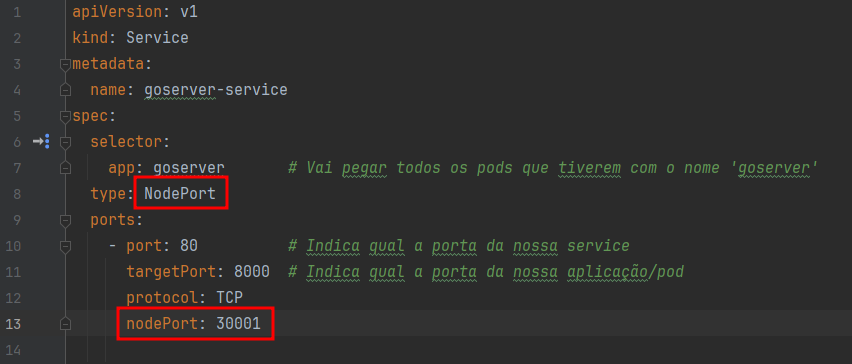 1 apiVersion: v1
2 kind: Service
3 metadata:
4   name: goserver-service
5 spec:
6   selector:
7     app: goserver       # Vai pegar todos os pods que tiverem com o nome 'goserver'
8   type: NodePort
9   ports:
10     - port: 80          # Indica qual a porta da nossa service
11       targetPort: 8000  # Indica qual a porta da nossa aplicação/pod
12       protocol: TCP
13       nodePort: 30001
14